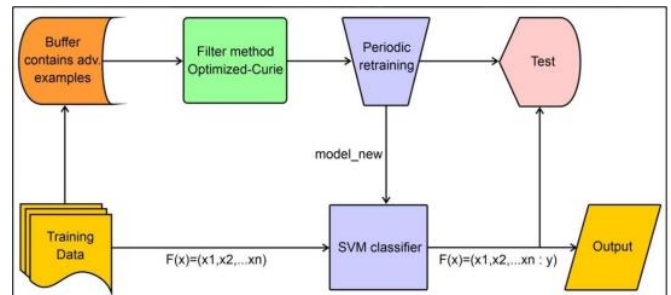 Buffer
contains adv.
examples.
Filter method
Optimized-Curie
Periodic
retraining
Test
model_new
Training
Data
F(x)=(x1,x2,...xn)
SVM classifier
F(x)=(x1,x2,...xn : y)
Output